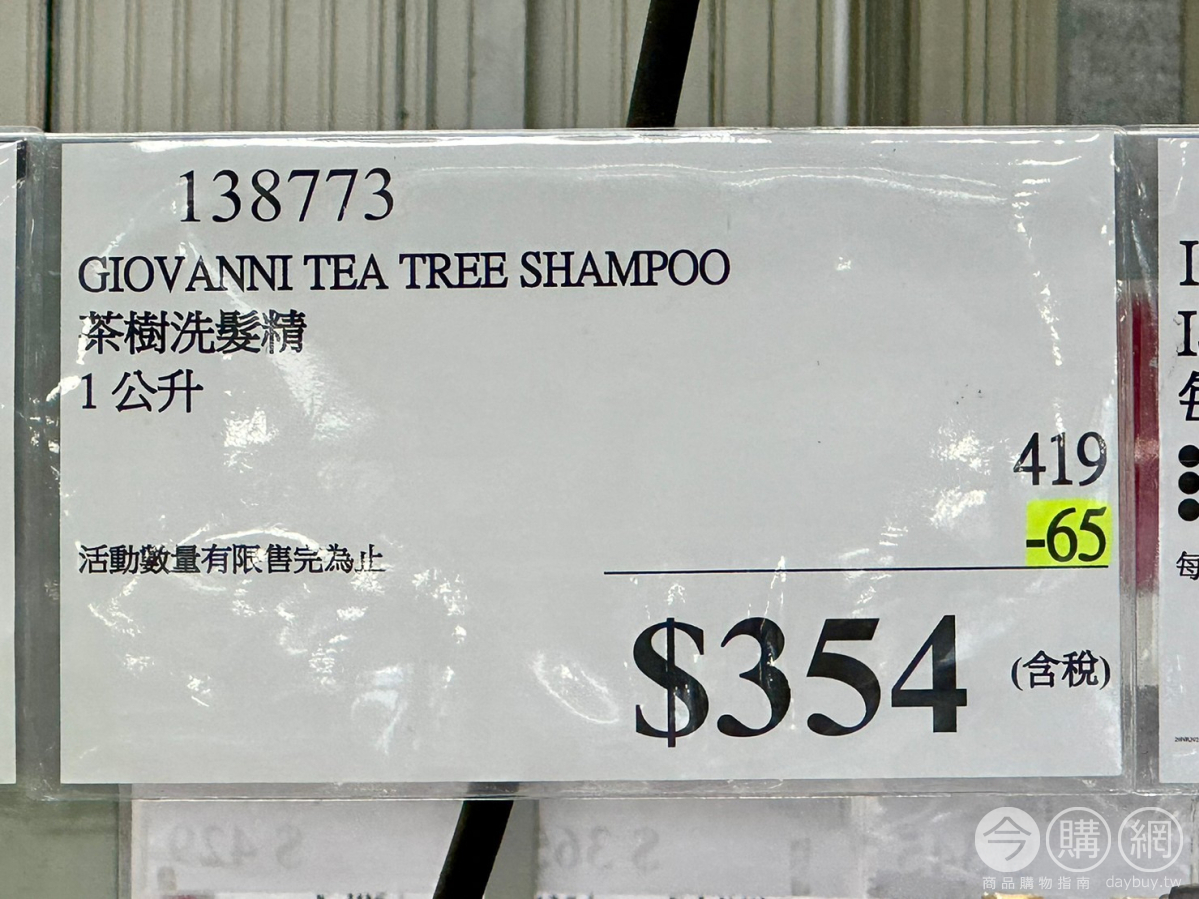 138773
GIOVANNI TEA TREE SHAMPOO
茶樹洗髮精
1 公升
419
-65
活動數量有限售完為止
$354 (含稅)
每
今購網
商品購物指南 daybuy.tw